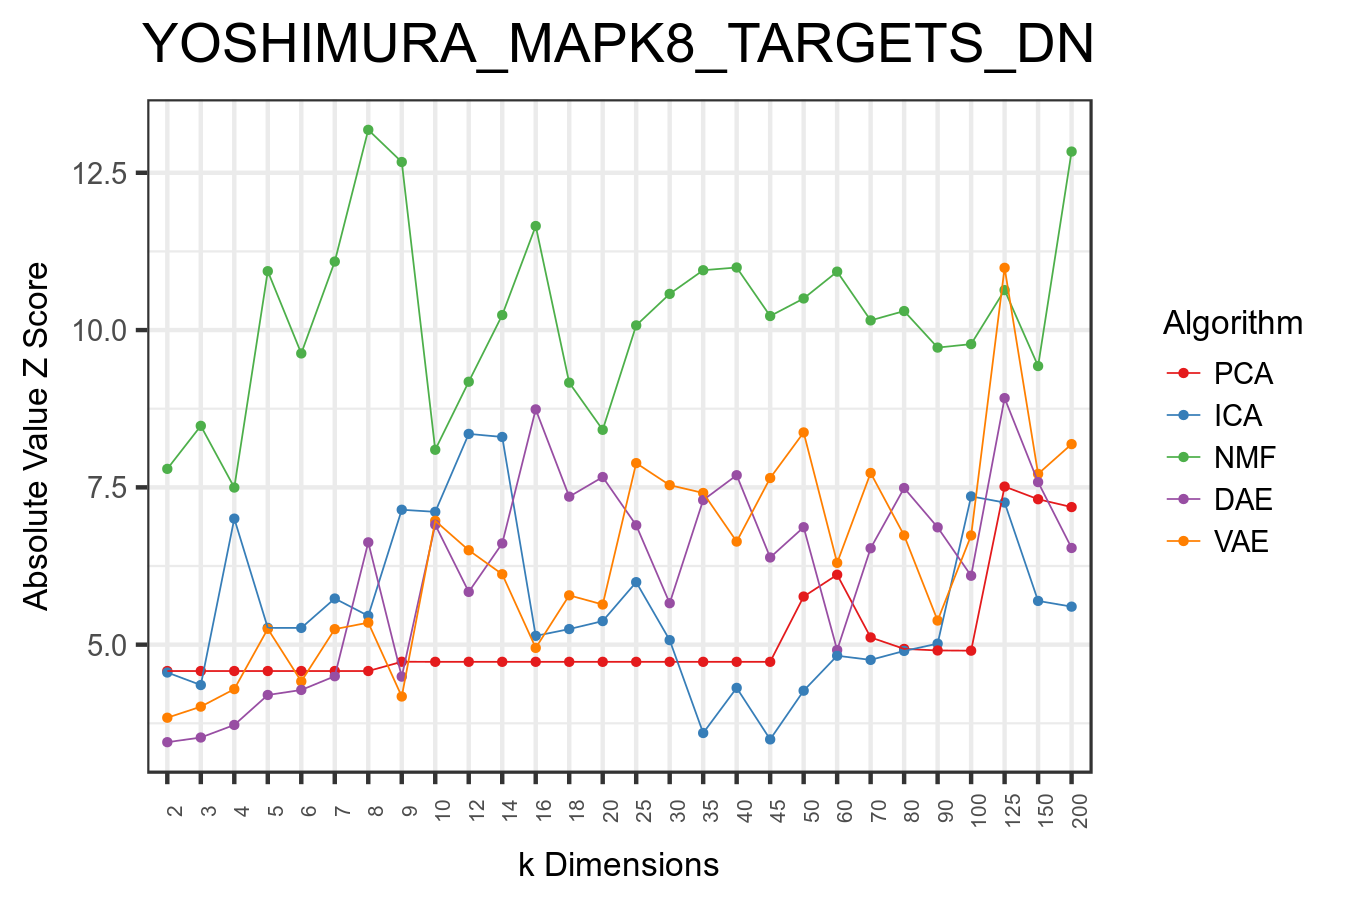 YOSHIMURA_MAPK8_TARGETS_DN
Absolute Value Z Score
12.5
10.0
7.5
5.0
2 3 4 5 6 7 8 9 10 12 14 16 18 20 25 30 35 40 45 50 60 70 80 90 100 125 150 200
k Dimensions
Algorithm
PCA
ICA
NMF
DAE
VAE